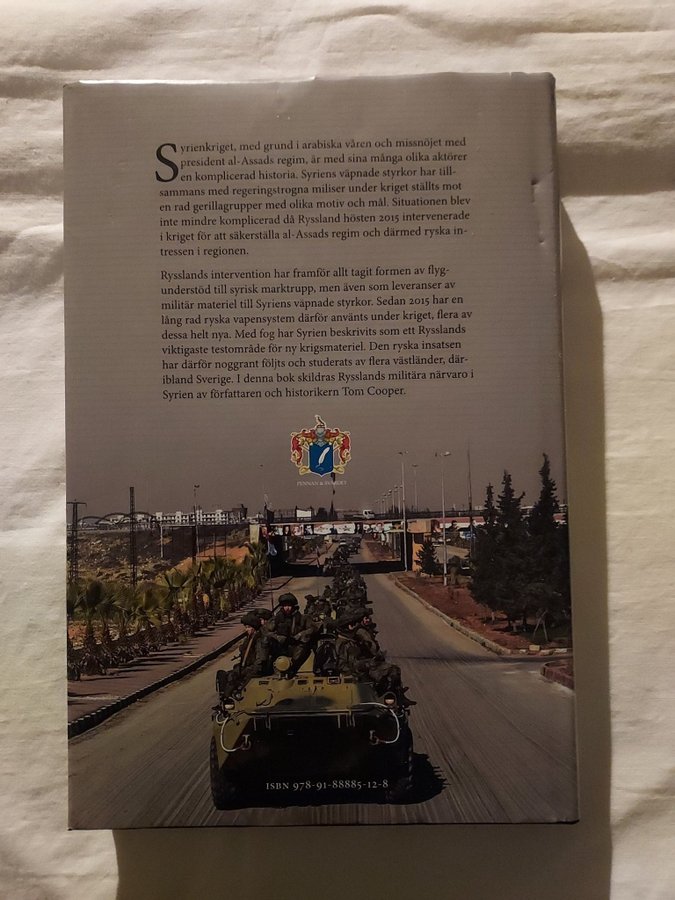 Syrienkriget, med grund i arabiska våren och missnöjet med
president al-Assads regim, är med sina många olika aktörer
en komplicerad historia. Syriens väpnade styrkor har till-
sammans med regeringstrogna miliser under kriget ställts mot
en rad gerillagrupper med olika motiv och mål. Situationen blev
inte mindre komplicerad då Ryssland hösten 2015 intervenerade
i kriget för att säkerställa al-Assads regim och därmed ryska in-
tressen i regionen.
Rysslands intervention har framför allt tagit formen av flyg-
understöd till syrisk marktrupp, men även som leveranser av
militär materiel till Syriens väpnade styrkor. Sedan 2015 har en
lång rad ryska vapensystem därför använts under kriget, flera av
dessa helt nya. Med fog har Syrien beskrivits som ett Rysslands
viktigaste testområde för ny krigsmateriel. Den ryska insatsen
har därför noggrant följts och studerats av flera västländer, där-
ibland Sverige. I denna bok skildras Rysslands militära närvaro i
Syrien av författaren och historikern Tom Cooper.
PENNAN & SVÄRDET
ISBN 978-91-88885-12-8